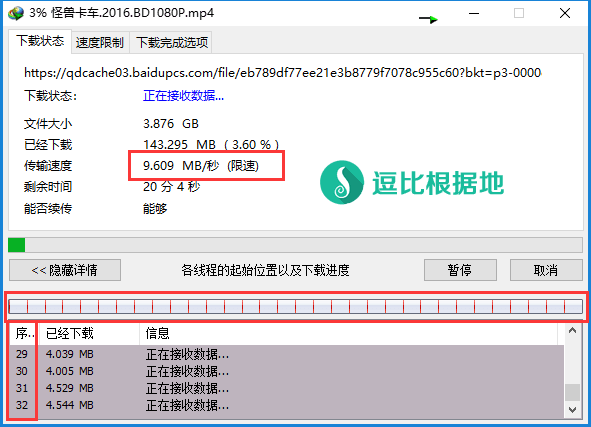 3% 怪兽卡车.2016.BD1080P.mp4
下载状态 速度限制 下载完成选项
https://qdcache03.baidupcs.com/file/eb789df77ee21e3b8779f7078c955c60?bkt=p3-0000
下载状态: 正在接收数据...
文件大小 3.876 GB
已经下载 143.295 MB ( 3.60 % )
传输速度 9.609 MB/秒 (限速)
剩余时间 20 分 4 秒
能否续传 能够
逗比根据地
<< 隐藏详情 各线程的起始位置以及下载进度 暂停 取消
序.. 已经下载 信息
29 4.039 MB 正在接收数据...
30 4.005 MB 正在接收数据...
31 4.529 MB 正在接收数据...
32 4.544 MB 正在接收数据...